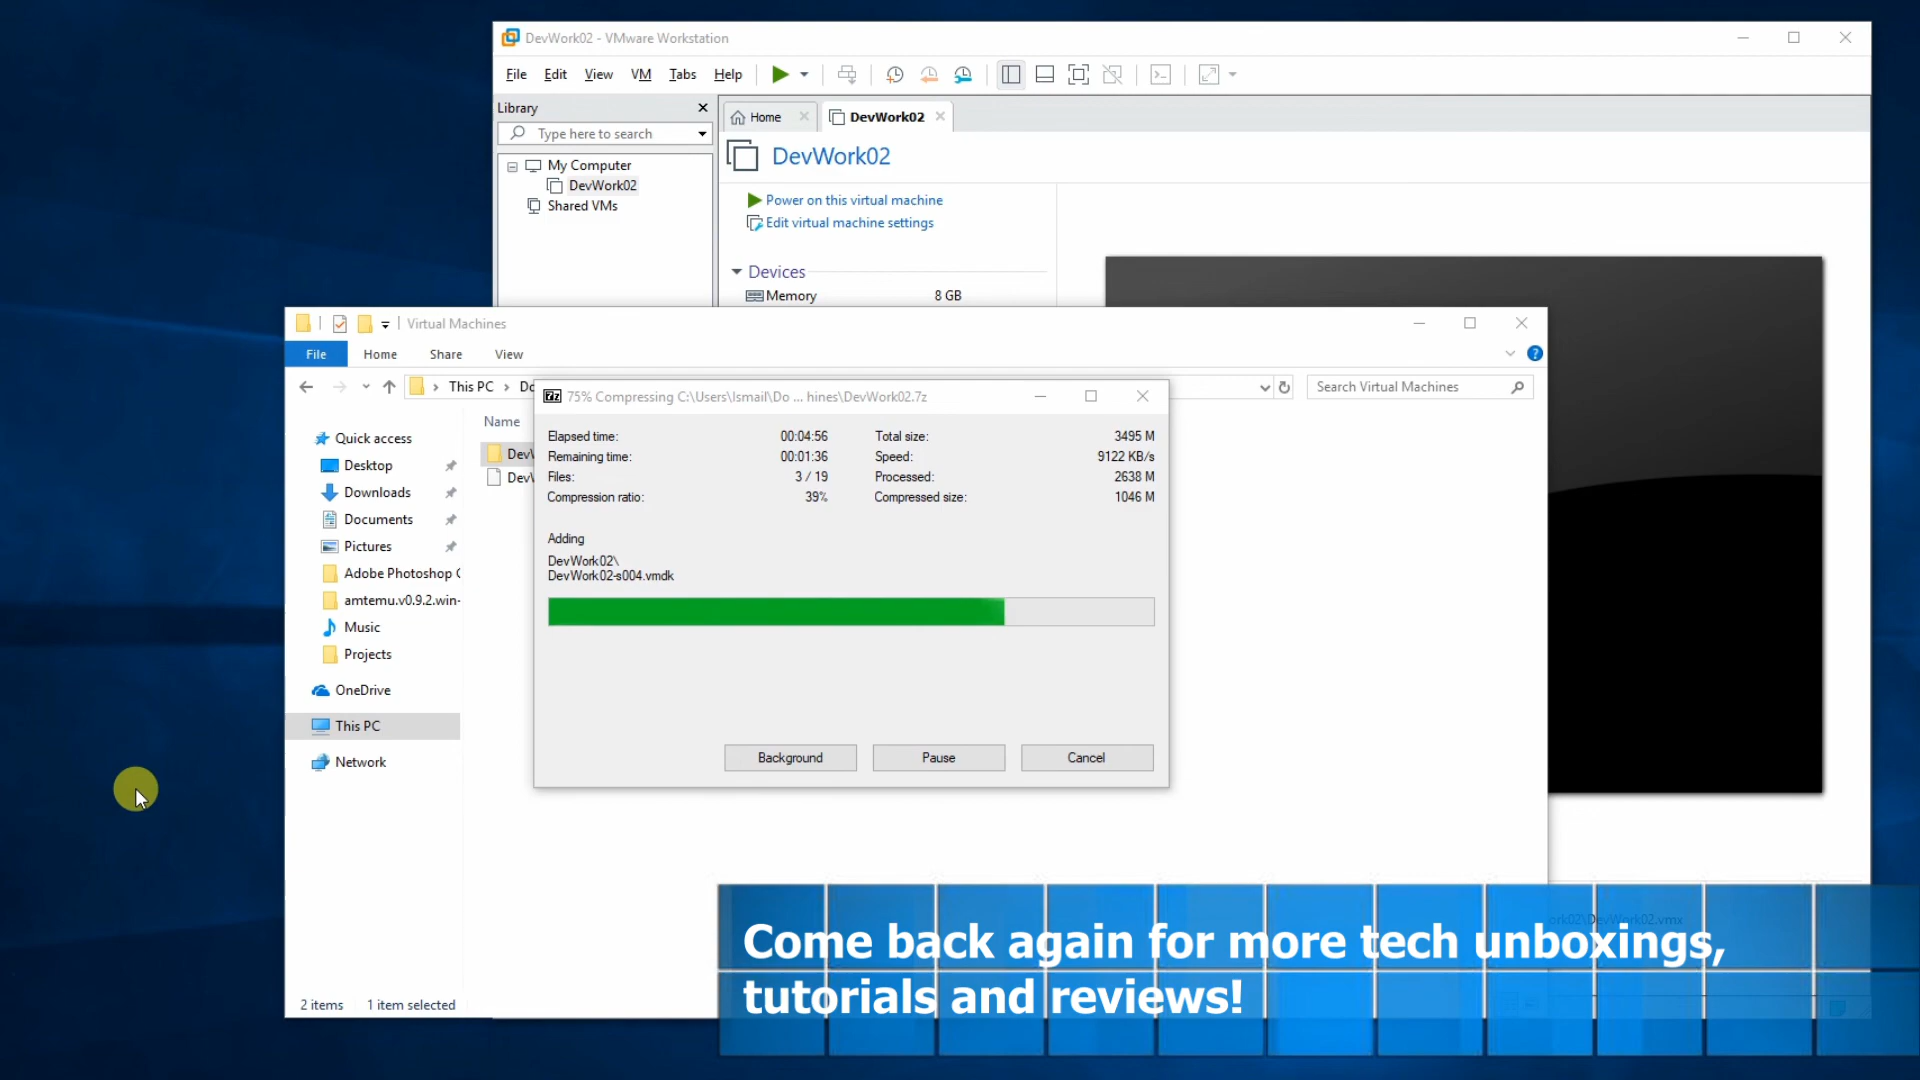 DevWork02 - VMware Workstation
File Edit View VM Tabs Help
Library
Type here to search
My Computer
DevWork02
Shared VMs
Home
DevWork02
DevWork02
Power on this virtual machine
Edit virtual machine settings
Devices
Memory 8 GB
Virtual Machines
File Home Share View
This PC
Search Virtual Machines
Quick access
Desktop
Downloads
Documents
Pictures
Adobe Photoshop
amtemu.v0.9.2.win-
Music
Projects
OneDrive
This PC
Network
Name
2 items 1 item selected
7z 75% Compressing C:\Users\Ismail\Do ... hines\DevWork02.7z
Elapsed time: 00:04:56 Total size: 3495 M
Remaining time: 00:01:36 Speed: 9122 KB/s
Files: 3 / 19 Processed: 2638 M
Compression ratio: 39% Compressed size: 1046 M
Adding
DevWork02\
DevWork02-s004.vmdk
Background Pause Cancel
ork02\DevWork02.vmx
Come back again for more tech unboxings,
tutorials and reviews!